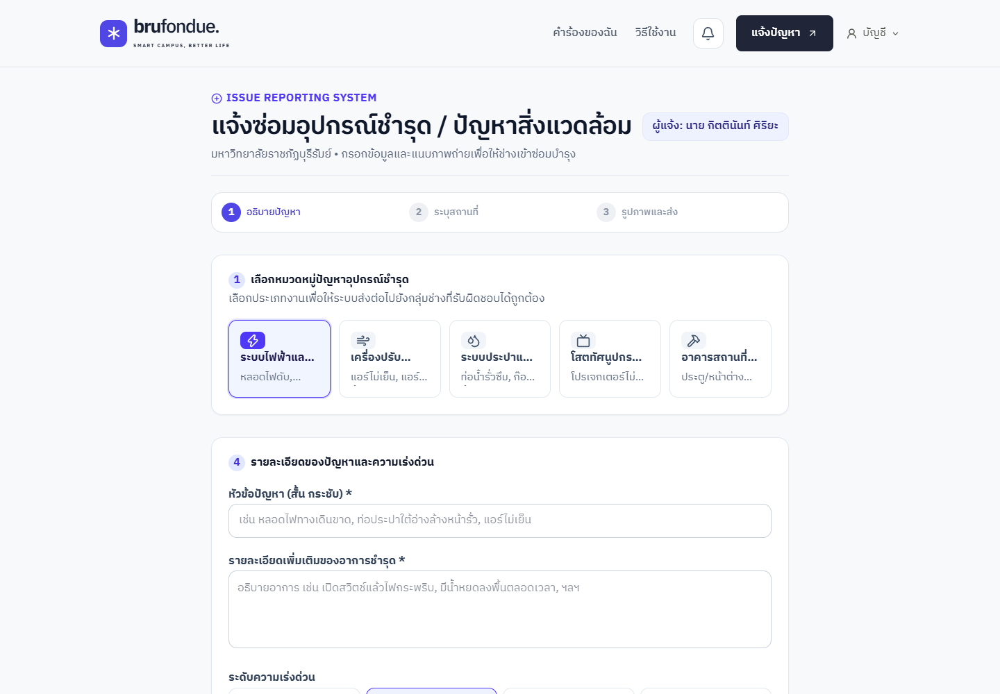 brufondue.
SMART CAMPUS, BETTER LIFE
คำร้องของฉัน
วิธีใช้งาน
แจ้งปัญหา
บัญชี
ISSUE REPORTING SYSTEM
แจ้งซ่อมอุปกรณ์ชำรุด / ปัญหาสิ่งแวดล้อม
ผู้แจ้ง: นาย กิตตินันท์ ศิริยะ
มหาวิทยาลัยราชภัฏบุรีรัมย์ • กรอกข้อมูลและแนบภาพถ่ายเพื่อให้ช่างเข้าซ่อมบำรุง
1 อธิบายปัญหา
2 ระบุสถานที่
3 รูปภาพและส่ง
1 เลือกหมวดหมู่ปัญหาอุปกรณ์ชำรุด
เลือกประเภทงานเพื่อให้ระบบส่งต่อไปยังกลุ่มช่างที่รับผิดชอบได้ถูกต้อง
ระบบไฟฟ้าแล...
หลอดไฟดับ,...
เครื่องปรับ...
แอร์ไม่เย็น, แอร์...
ระบบประปาแ...
ท่อน้ำรั่วซึม, ก๊อ...
โสตทัศนูปกร...
โปรเจกเตอร์ไม่...
อาคารสถานที่...
ประตู/หน้าต่าง...
4 รายละเอียดของปัญหาและความเร่งด่วน
หัวข้อปัญหา (สั้น กระชับ) *
เช่น หลอดไฟทางเดินขาด, ท่อประปาใต้อ่างล้างหน้ารั่ว, แอร์ไม่เย็น
รายละเอียดเพิ่มเติมของอาการชำรุด *
อธิบายอาการ เช่น เปิดสวิตช์แล้วไฟกระพริบ, มีน้ำหยดลงพื้นตลอดเวลา, ฯลฯ
ระดับความเร่งด่วน